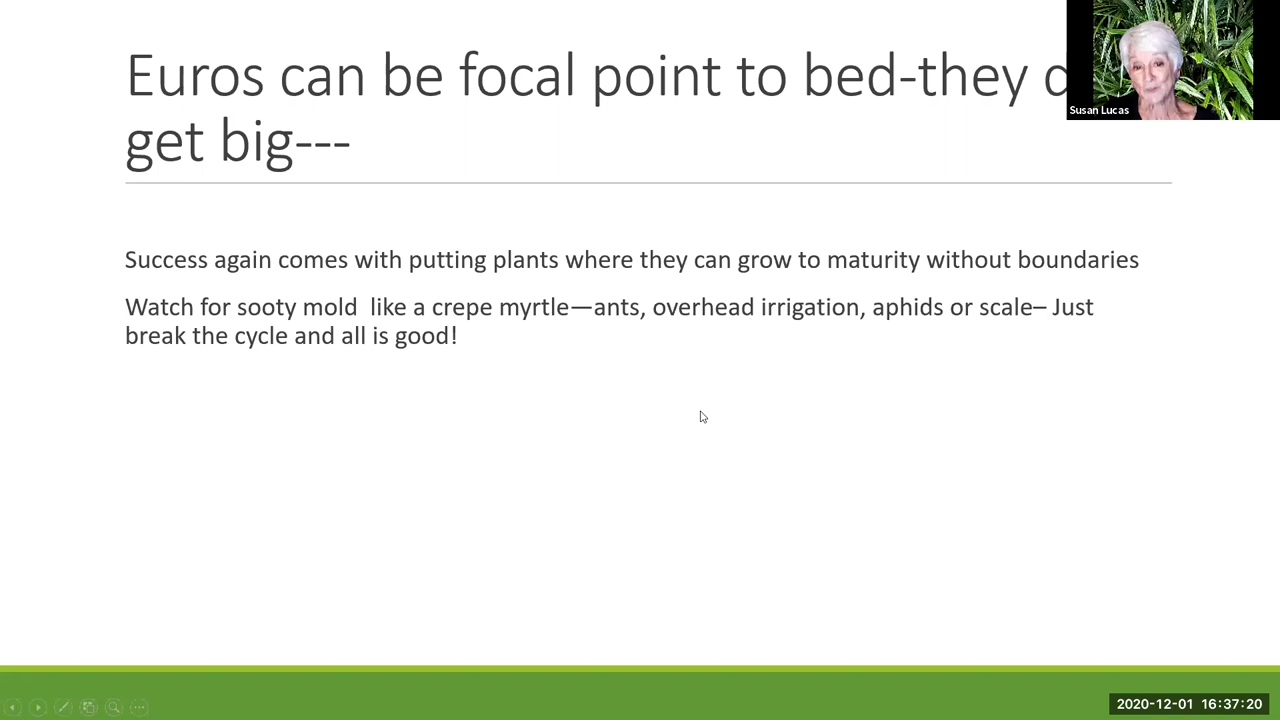 Euros can be focal point to bed-they
get big---
Susan Lucas
Success again comes with putting plants where they can grow to maturity without boundaries
Watch for sooty mold  like a crepe myrtle—ants, overhead irrigation, aphids or scale– Just
break the cycle and all is good!
2020-12-01 16:37:20